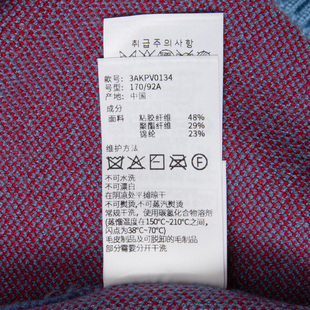 취급주의사항
款号: 3AKPV0134
号型: 170/92A
产地: 中国
成分
粘胶纤维 48%
聚酯纤维 29%
锦纶 23%
维护方法
不可水洗
不可漂白
在阴凉处平摊晾干
不可熨烫,不可蒸汽熨烫
常规干洗,使用碳氢化合物溶剂
(蒸馏温度在150℃~210℃之间,
闪点为38℃~70℃)
毛皮制品及可脱卸的毛制品
部分需要分开干洗